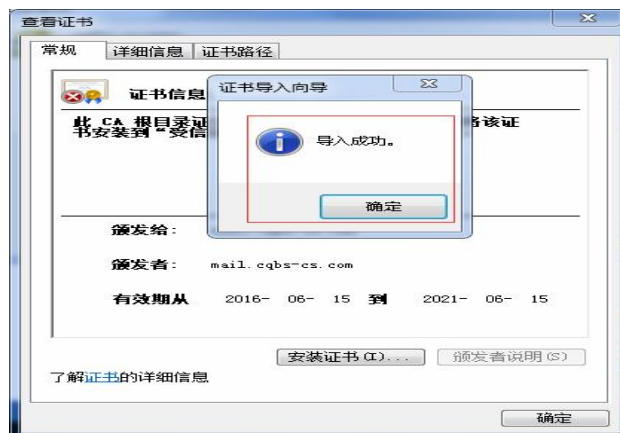 查看证书
常规 详细信息 证书路径
证书信息
证书导入向导
此 CA 根目录证
该证
书安装到“受信
导入成功。
确定
颁发给:
颁发者: mail.cqbs-cs.com
有效期从 2016- 06- 15 到 2021- 06- 15
安装证书(I)... 颁发者说明(S)
了解证书的详细信息
确定